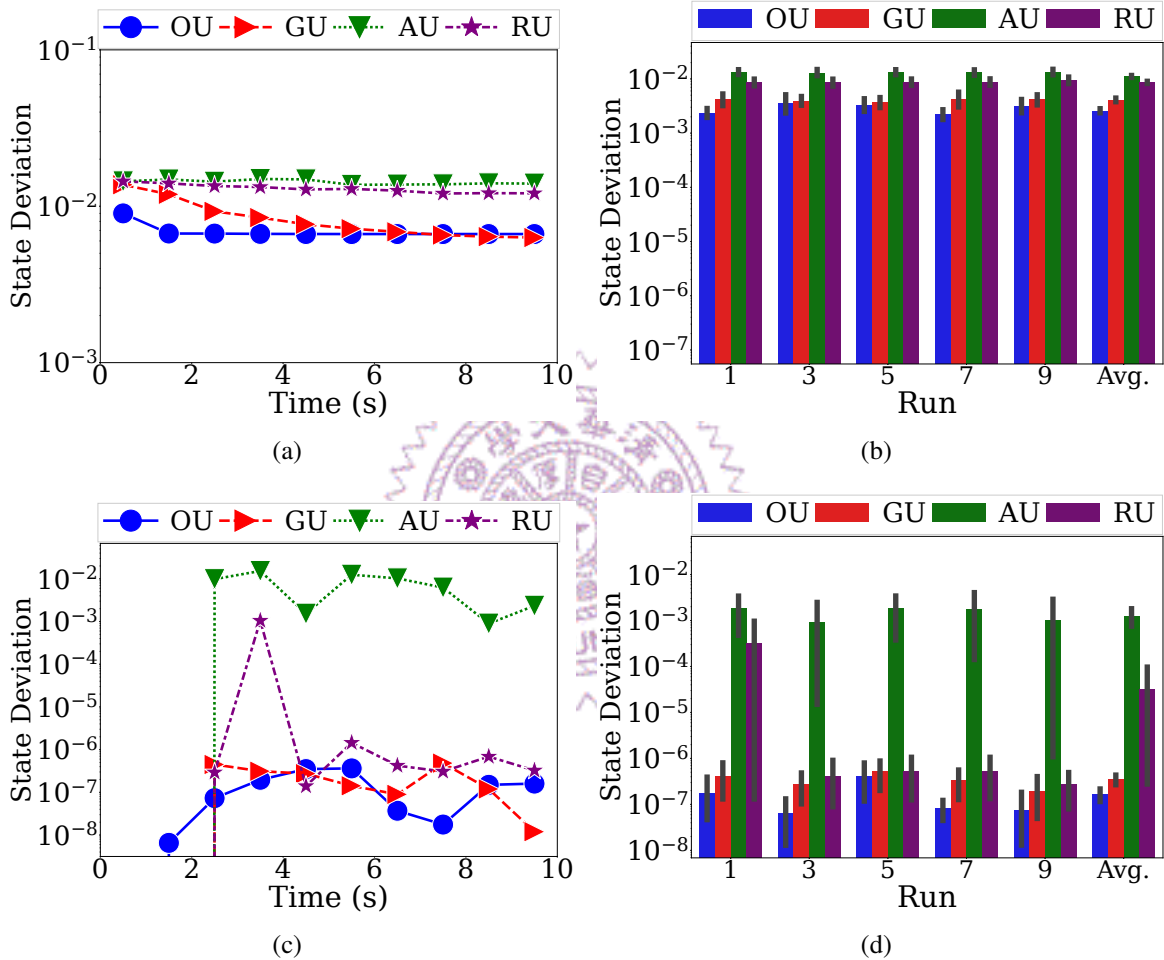 OU GU AU RU
10⁻¹
10⁻²
10⁻³
State Deviation
0 2 4 6 8 10
Time (s)
(a)
OU GU AU RU
10⁻²
10⁻³
10⁻⁴
10⁻⁵
10⁻⁶
10⁻⁷
State Deviation
1 3 5 7 9 Avg.
Run
(b)
OU GU AU RU
10⁻²
10⁻³
10⁻⁴
10⁻⁵
10⁻⁶
10⁻⁷
10⁻⁸
State Deviation
0 2 4 6 8 10
Time (s)
(c)
OU GU AU RU
10⁻²
10⁻³
10⁻⁴
10⁻⁵
10⁻⁶
10⁻⁷
10⁻⁸
State Deviation
1 3 5 7 9 Avg.
Run
(d)